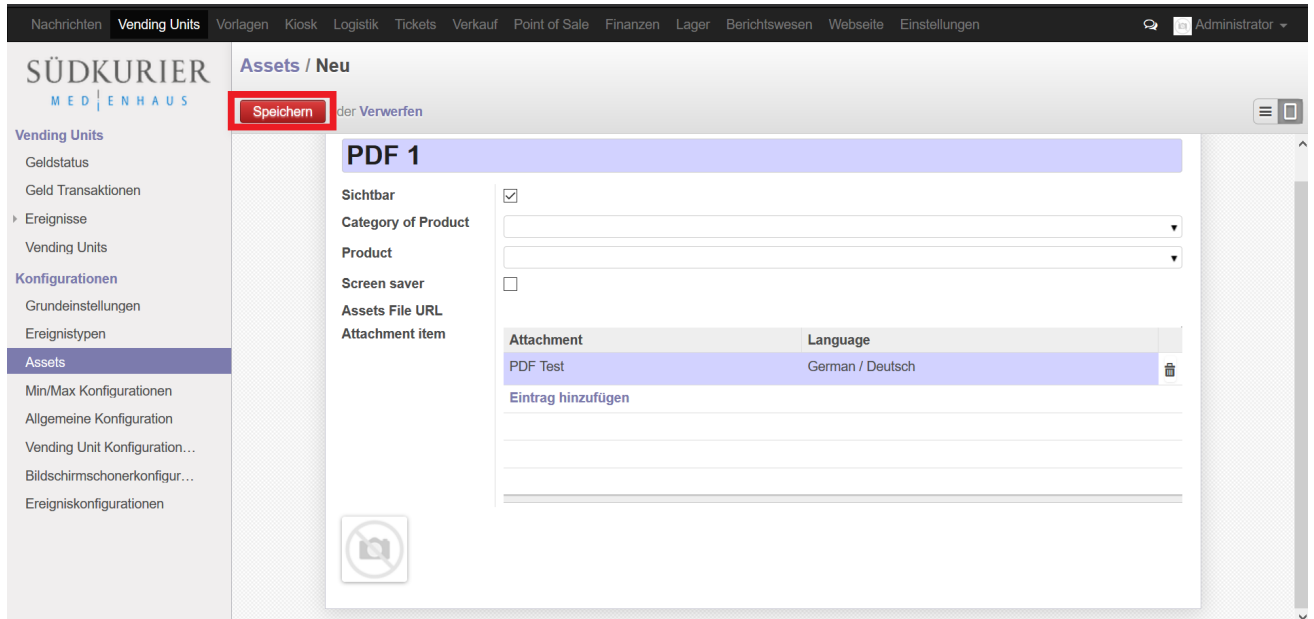 Nachrichten Vending Units Vorlagen Kiosk Logistik Tickets Verkauf Point of Sale Finanzen Lager Berichtswesen Webseite Einstellungen Administrator
SÜDKURIER
MEDIENHAUS
Vending Units
Geldstatus
Geld Transaktionen
Ereignisse
Vending Units
Konfigurationen
Grundeinstellungen
Ereignistypen
Assets
Min/Max Konfigurationen
Allgemeine Konfiguration
Vending Unit Konfiguration…
Bildschirmschonerkonfigur…
Ereigniskonfigurationen
Assets / Neu
Speichern der Verwerfen
PDF 1
Sichtbar
Category of Product
Product
Screen saver
Assets File URL
Attachment item
Attachment Language
PDF Test German / Deutsch
Eintrag hinzufügen